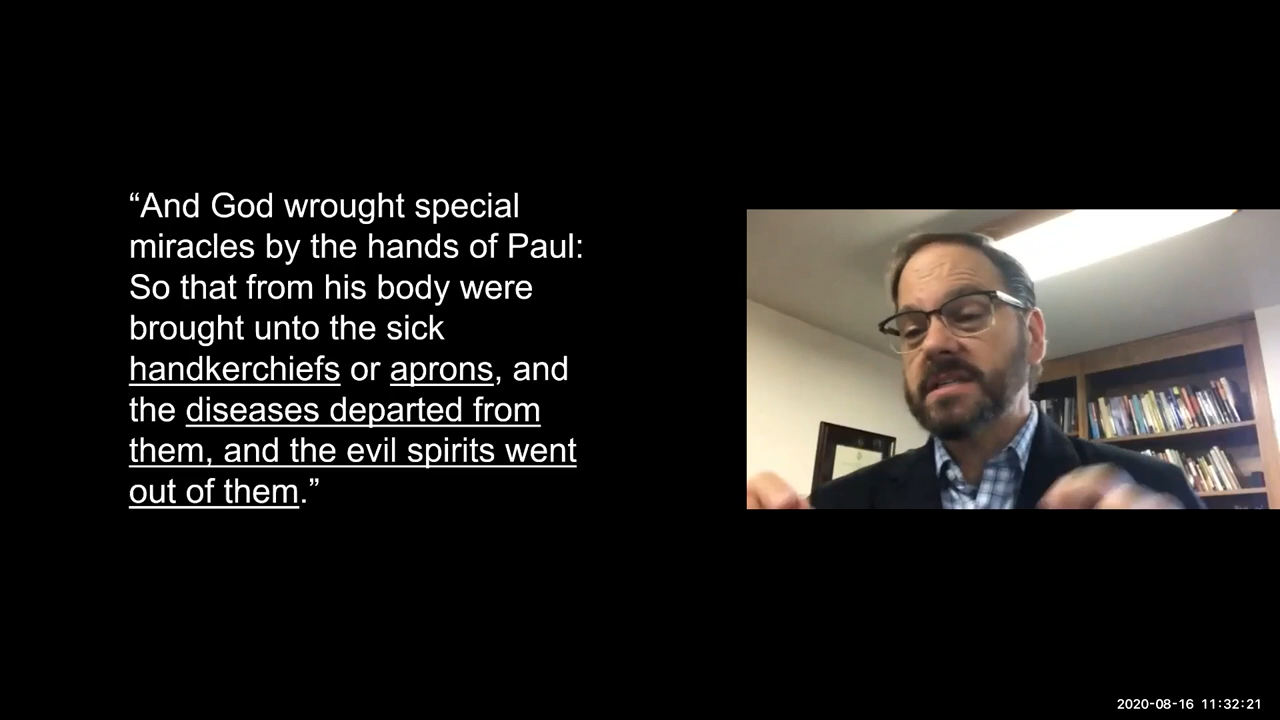 “And God wrought special
miracles by the hands of Paul:
So that from his body were
brought unto the sick
handkerchiefs or aprons, and
the diseases departed from
them, and the evil spirits went
out of them.”
2020-08-16 11:32:21